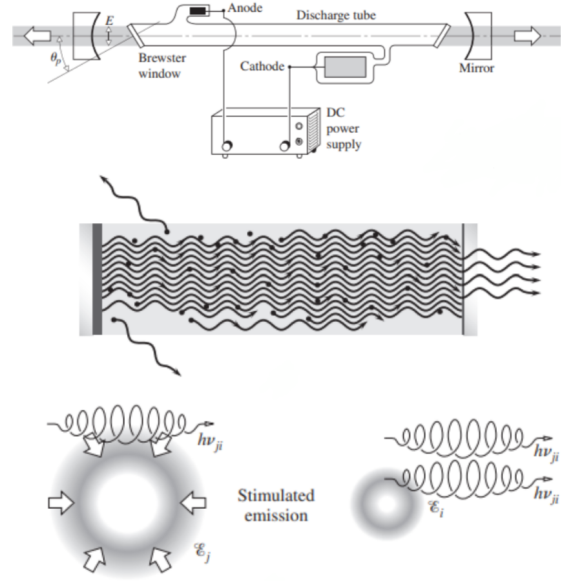 Anode
E
Discharge tube
θp
Brewster
window
Cathode
Mirror
DC
power
supply
hνji
hνji
Stimulated
emission
hνji
ℰi
ℰj